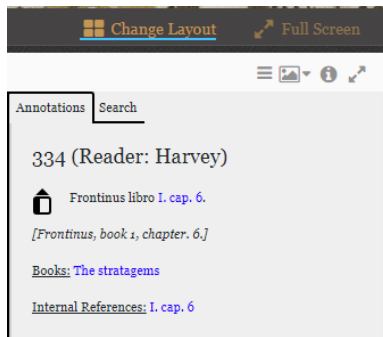 Change Layout Full Screen
Annotations Search
334 (Reader: Harvey)
Frontinus libro I. cap. 6.
[Frontinus, book 1, chapter. 6.]
Books: The stratagems
Internal References: I. cap. 6